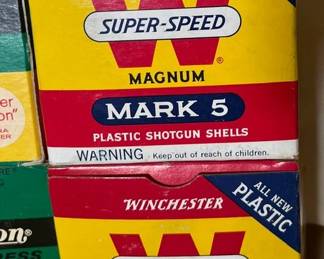 SUPER-SPEED
W
®
MAGNUM
MARK 5
PLASTIC SHOTGUN SHELLS
WARNING Keep out of reach of children.
WINCHESTER
ALL NEW
PLASTIC
W